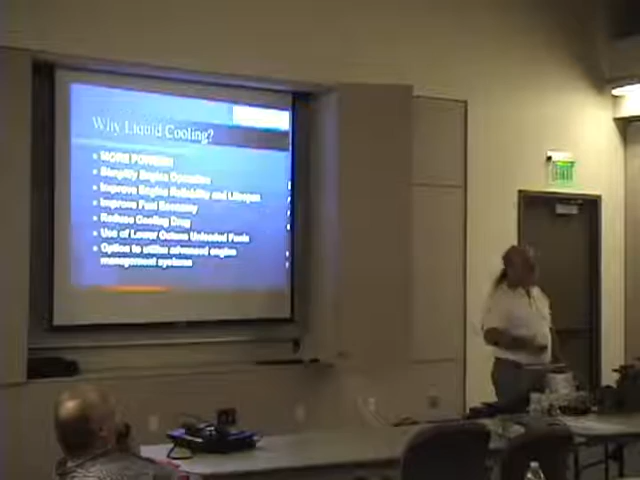 Why Liquid Cooling?
MORE POWER!!!
Simplify Engine Operation
Improve Engine Reliability and Lifespan
Improve Fuel Economy
Reduce Cooling Drag
Use of Lower Octane Unleaded Fuels
Option to utilize advanced engine
management systems
EXIT